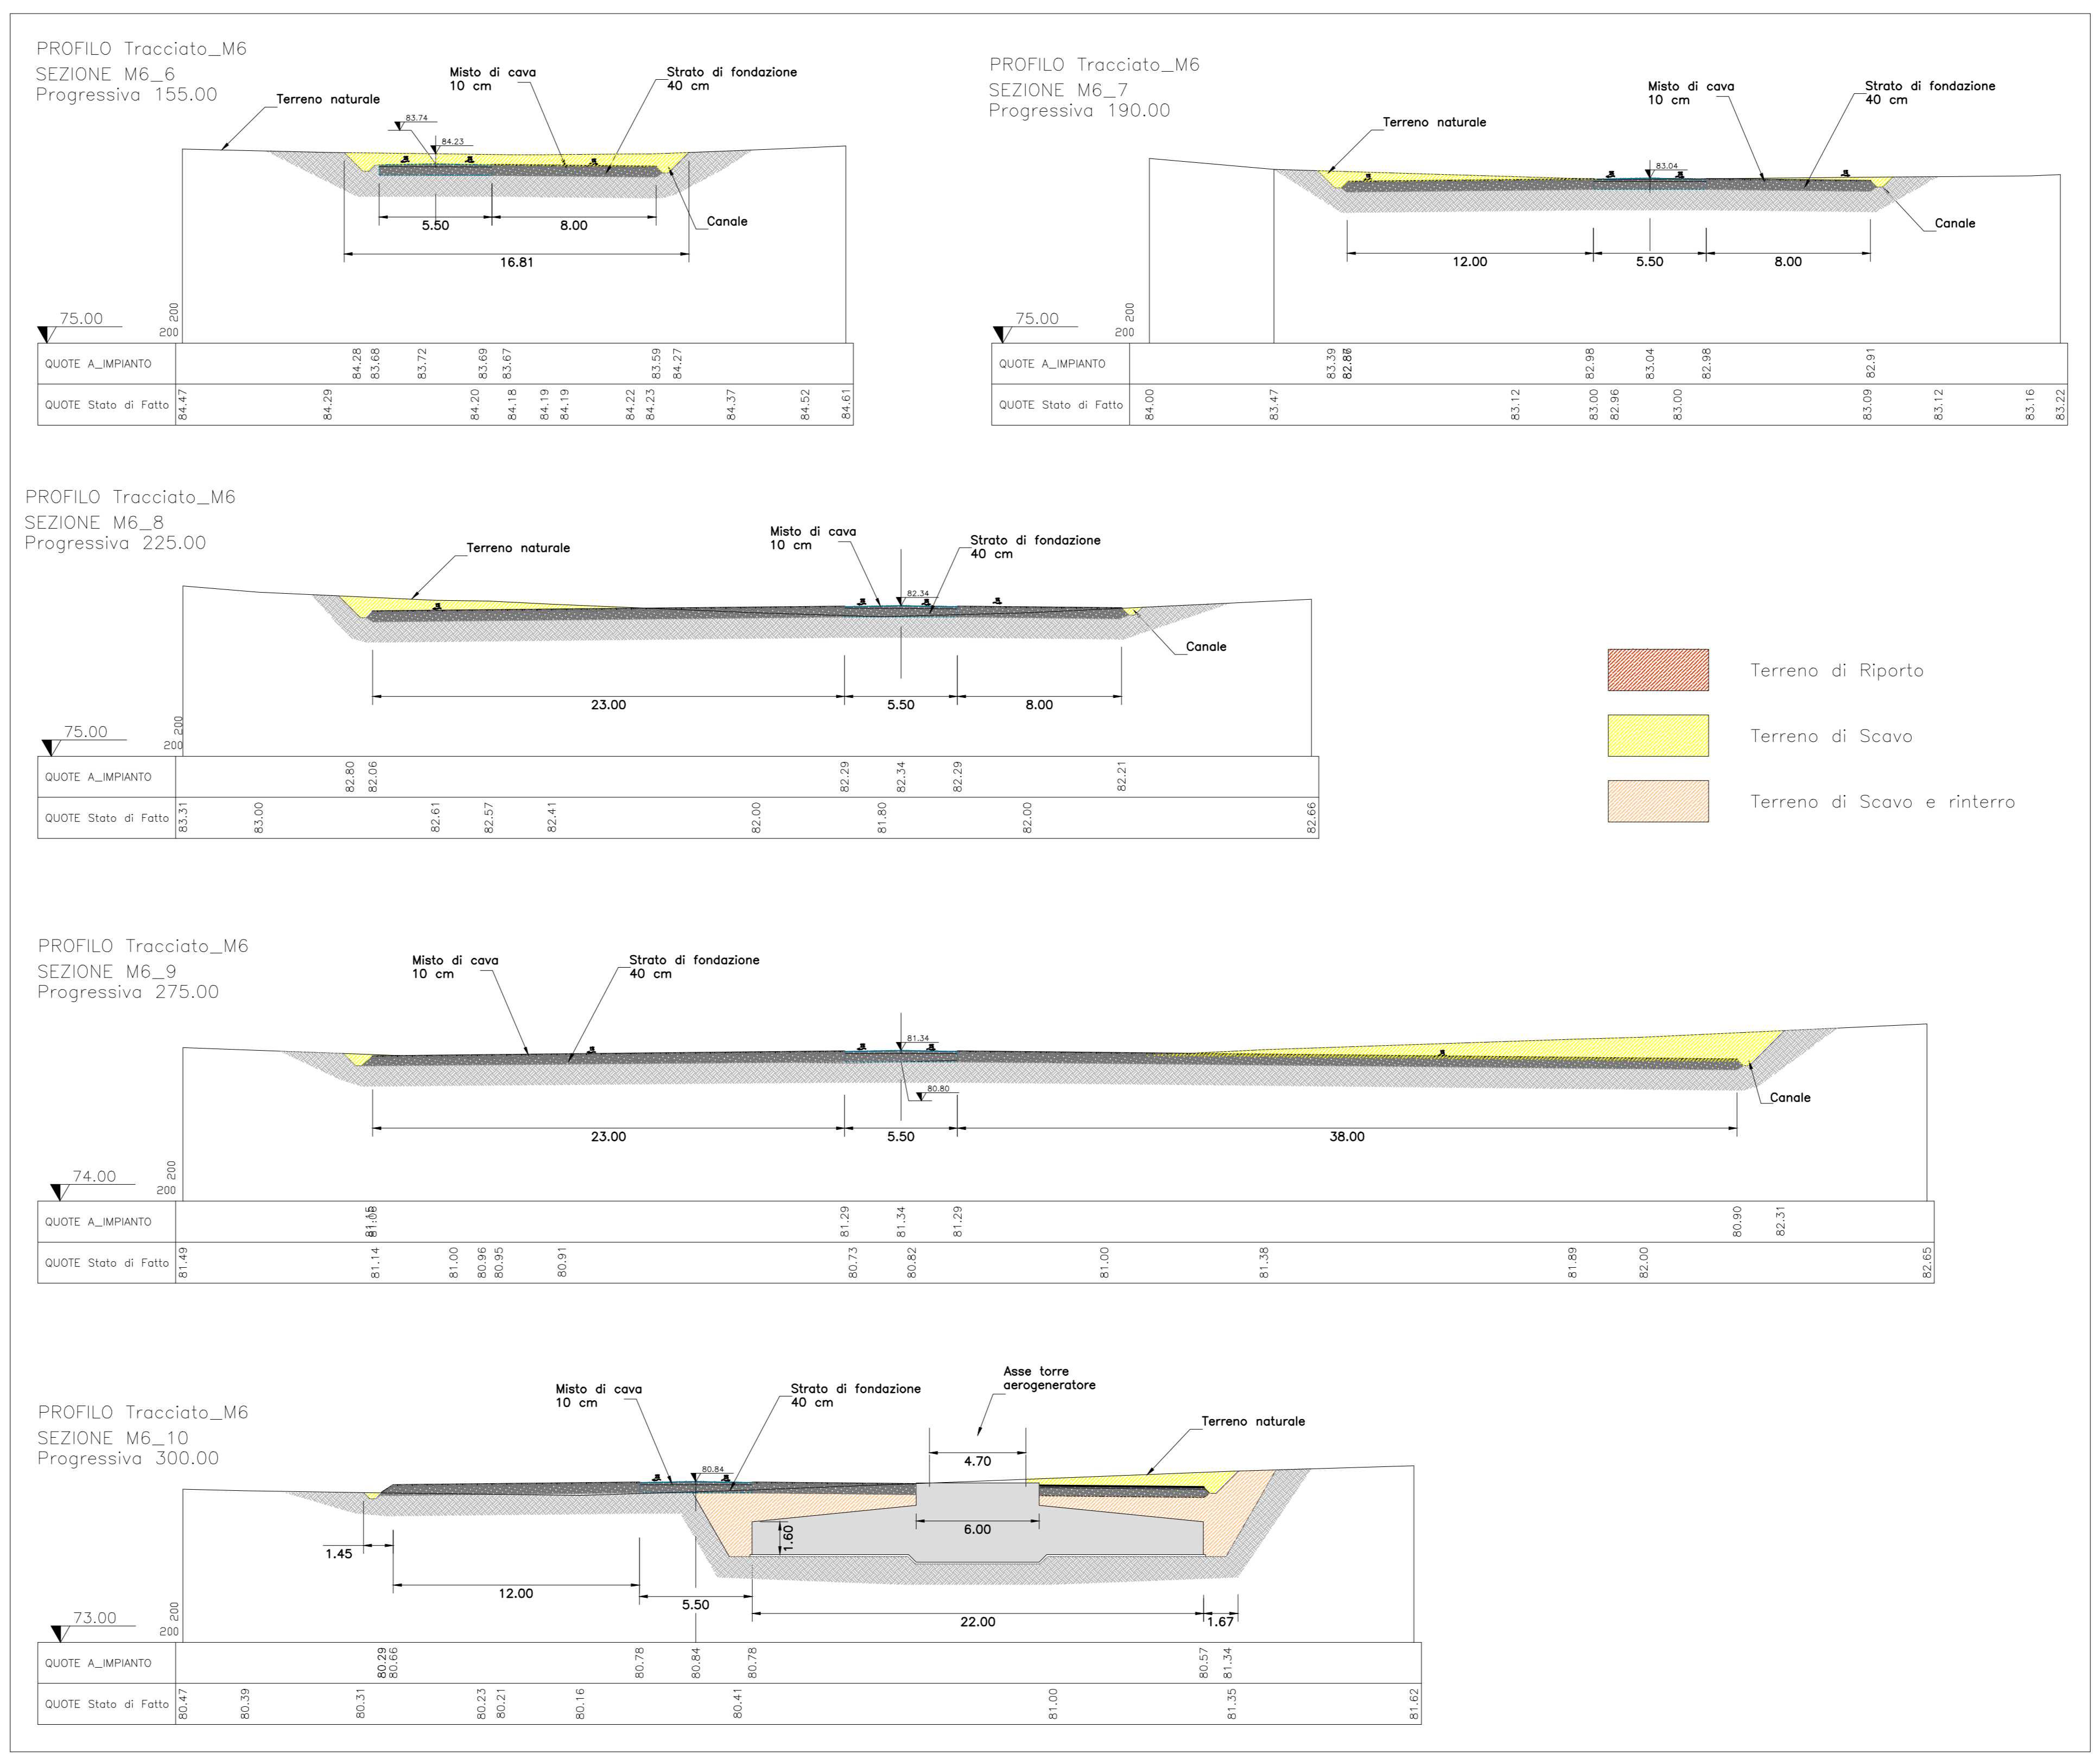 PROFILO Tracciato_M6
SEZIONE M6_6
Progressiva 155.00
Terreno naturale
Misto di cava
10 cm
Strato di fondazione
40 cm
83.74
84.23
Canale
5.50
8.00
16.81
75.00
200
200
QUOTE A_IMPIANTO
84.28
83.68
83.72
83.69
83.67
83.59
84.27
QUOTE Stato di Fatto
84.47
84.29
84.20
84.18
84.19
84.19
84.22
84.23
84.37
84.52
84.61
PROFILO Tracciato_M6
SEZIONE M6_7
Progressiva 190.00
Terreno naturale
Misto di cava
10 cm
Strato di fondazione
40 cm
83.04
Canale
12.00
5.50
8.00
75.00
200
200
QUOTE A_IMPIANTO
83.39
82.98
83.04
82.98
82.91
QUOTE Stato di Fatto
84.00
83.47
83.12
83.00
82.96
83.00
83.09
83.12
83.16
83.22
PROFILO Tracciato_M6
SEZIONE M6_8
Progressiva 225.00
Terreno naturale
Misto di cava
10 cm
Strato di fondazione
40 cm
82.34
Canale
23.00
5.50
8.00
75.00
200
200
QUOTE A_IMPIANTO
82.80
82.06
82.29
82.34
82.29
82.21
QUOTE Stato di Fatto
83.31
83.00
82.61
82.57
82.41
82.00
81.80
82.00
82.66
Terreno di Riporto
Terreno di Scavo
Terreno di Scavo e rinterro
PROFILO Tracciato_M6
SEZIONE M6_9
Progressiva 275.00
Misto di cava
10 cm
Strato di fondazione
40 cm
81.34
80.80
Canale
23.00
5.50
38.00
74.00
200
200
QUOTE A_IMPIANTO
81.29
81.34
81.29
80.90
82.31
QUOTE Stato di Fatto
81.49
81.14
81.00
80.96
80.95
80.91
80.73
80.82
81.00
81.38
81.89
82.00
82.65
PROFILO Tracciato_M6
SEZIONE M6_10
Progressiva 300.00
Misto di cava
10 cm
Strato di fondazione
40 cm
Asse torre
aerogeneratore
Terreno naturale
4.70
80.84
6.00
1.60
1.45
12.00
5.50
22.00
1.67
73.00
200
200
QUOTE A_IMPIANTO
80.29
80.66
80.78
80.84
80.78
80.57
81.34
QUOTE Stato di Fatto
80.47
80.39
80.31
80.23
80.21
80.16
80.41
81.00
81.35
81.62